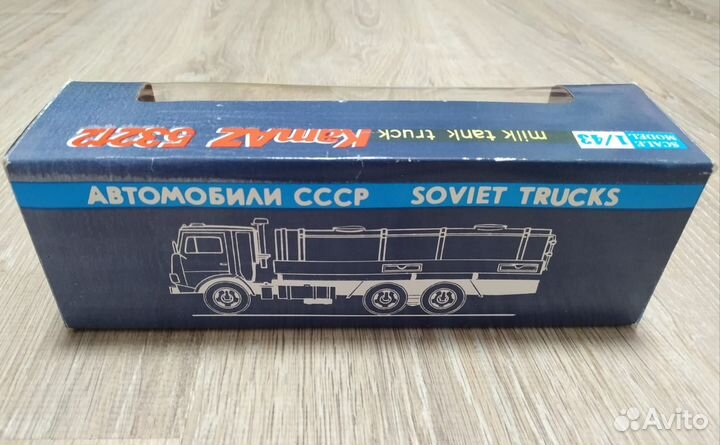 SCALE
MODEL
1/43
milk tank truck
KamAZ 53212
АВТОМОБИЛИ СССР SOVIET TRUCKS
Avito